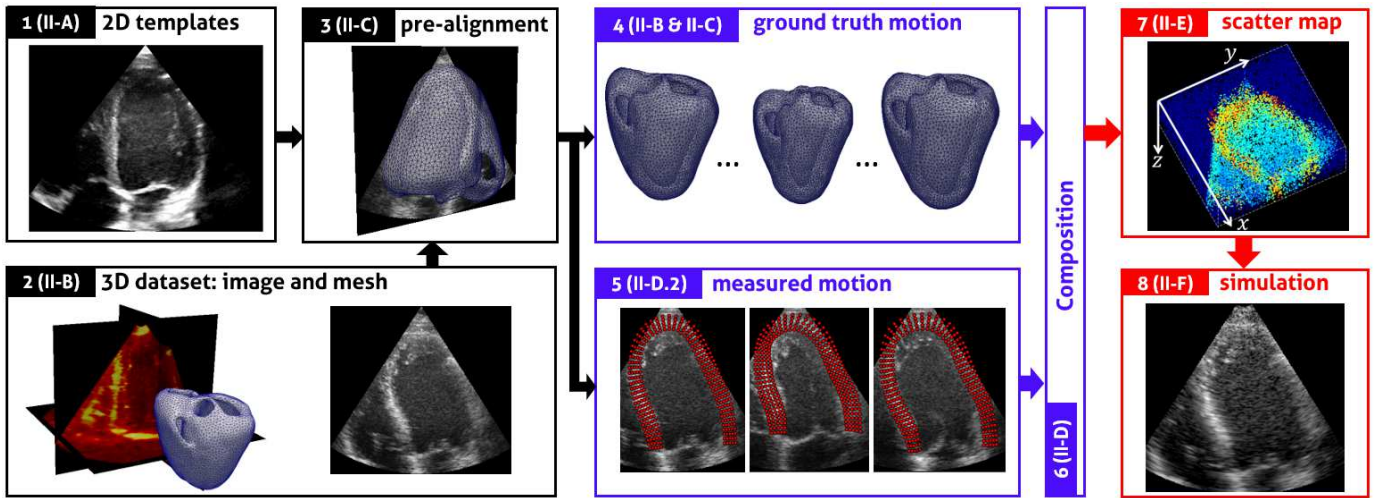 1 (II-A) 2D templates
3 (II-C) pre-alignment
4 (II-B & II-C) ground truth motion
... ...
7 (II-E) scatter map
y
z
x
2 (II-B) 3D dataset: image and mesh
5 (II-D.2) measured motion
6 (II-D) Composition
8 (II-F) simulation